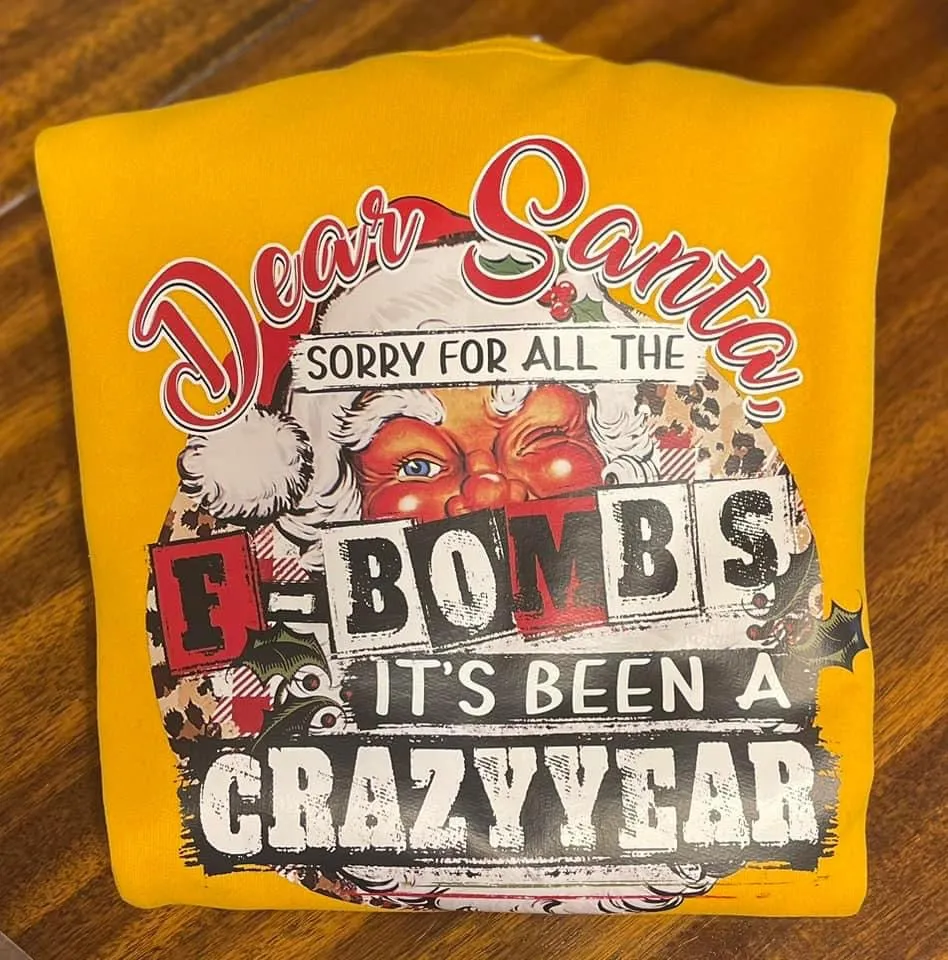 Dear Santa,
SORRY FOR ALL THE
F-BOMBS
IT'S BEEN A
CRAZYYEAR